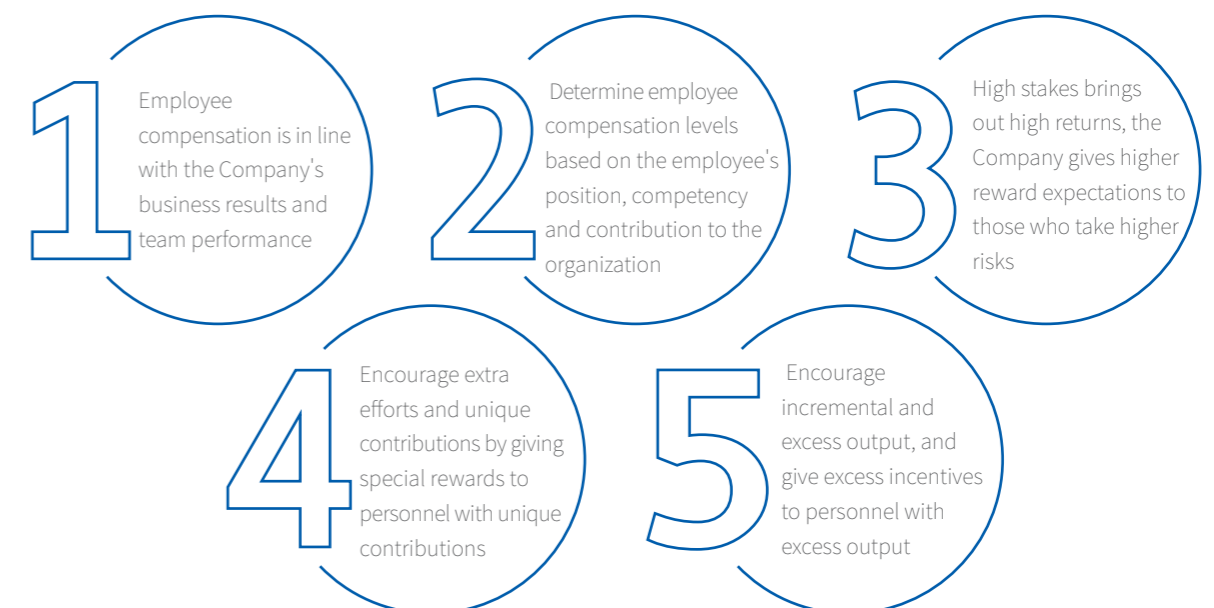 1
Employee
compensation is in line
with the Company's
business results and
team performance
2
Determine employee
compensation levels
based on the employee's
position, competency
and contribution to the
organization
3
High stakes brings
out high returns, the
Company gives higher
reward expectations to
those who take higher
risks
4
Encourage extra
efforts and unique
contributions by giving
special rewards to
personnel with unique
contributions
5
Encourage
incremental and
excess output, and
give excess incentives
to personnel with
excess output